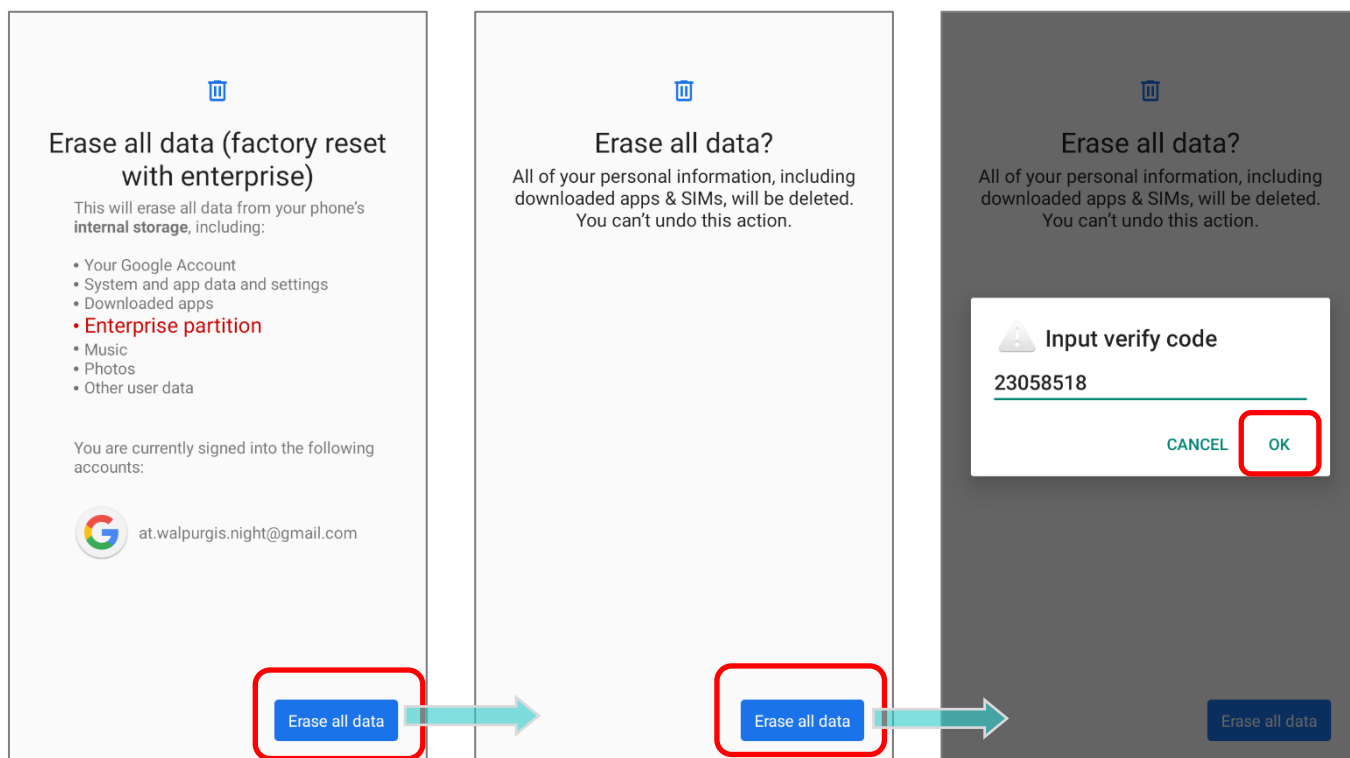 Erase all data (factory reset
with enterprise)
This will erase all data from your phone's
internal storage, including:
• Your Google Account
• System and app data and settings
• Downloaded apps
• Enterprise partition
• Music
• Photos
• Other user data
You are currently signed into the following
accounts:
at.walpurgis.night@gmail.com
Erase all data
Erase all data?
All of your personal information, including
downloaded apps & SIMs, will be deleted.
You can't undo this action.
Erase all data
Erase all data?
All of your personal information, including
downloaded apps & SIMs, will be deleted.
You can't undo this action.
Input verify code
23058518
CANCEL OK
Erase all data